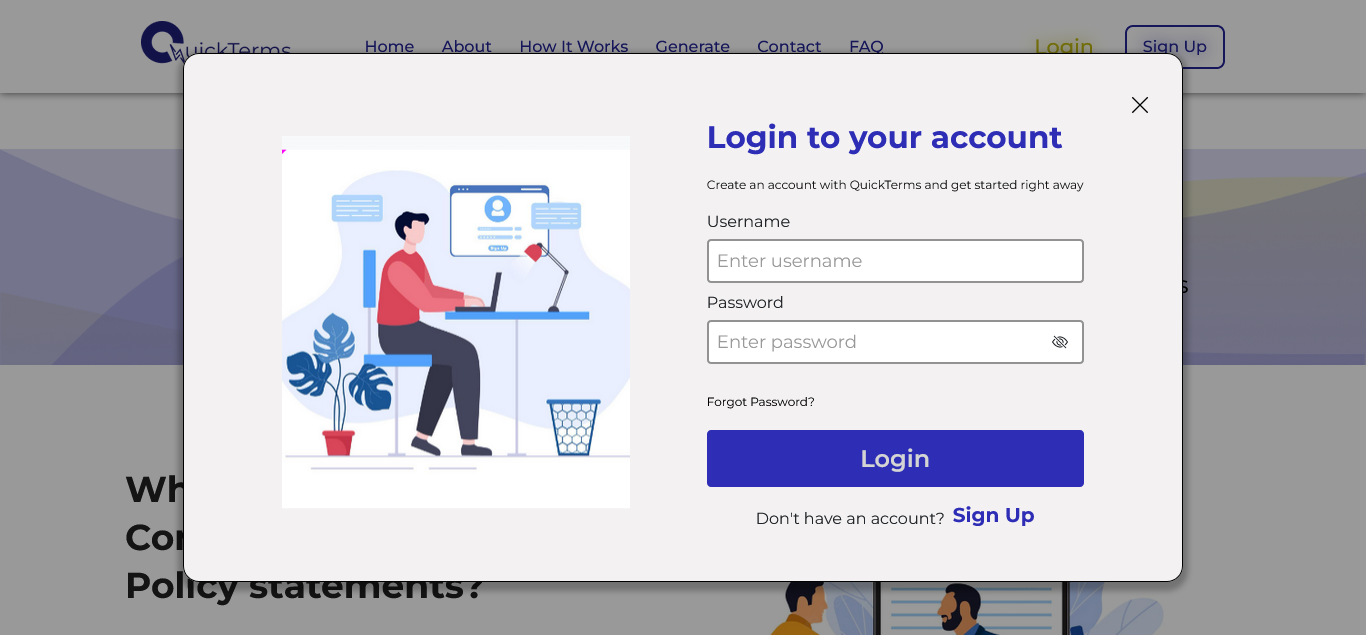 QuickTerms
Home About How It Works Generate Contact FAQ
Login
Sign Up
Login to your account
Create an account with QuickTerms and get started right away
Username
Enter username
Password
Enter password
Forgot Password?
Login
Don't have an account? Sign Up
Sign Up
Policy statements?